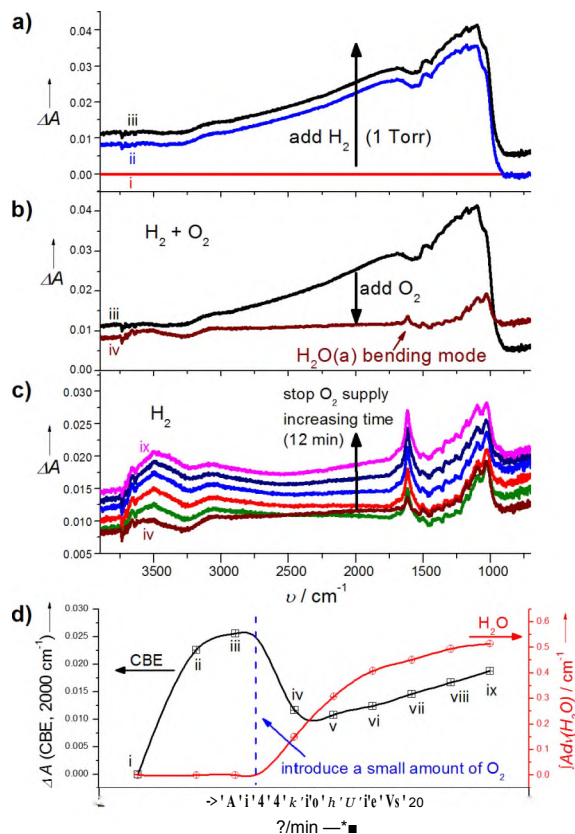 a)
0.04
0.03
0.02
0.01
0.00
ΔA →
iii
ii
i
add H2 (1 Torr)
b)
0.04
0.03
0.02
0.01
0.00
ΔA →
H2 + O2
iii
iv
add O2
H2O(a) bending mode
c)
0.030
0.025
0.020
0.015
0.010
0.005
ΔA →
H2
ix
iv
stop O2 supply
increasing time
(12 min)
3500 3000 2500 2000 1500 1000
υ / cm-1
d)
0.030
0.025
0.020
0.015
0.010
0.005
0.000
ΔA (CBE, 2000 cm-1) →
CBE
H2O
i
ii
iii
iv
v
vi
vii
viii
ix
introduce a small amount of O2
0.5
0.4
0.3
0.2
0.1
0.0
∫Adν(H2O) / cm-1 →
->'A'i'4'4'k'i'o'h'U'i'e'Vs'20
?/min —*■